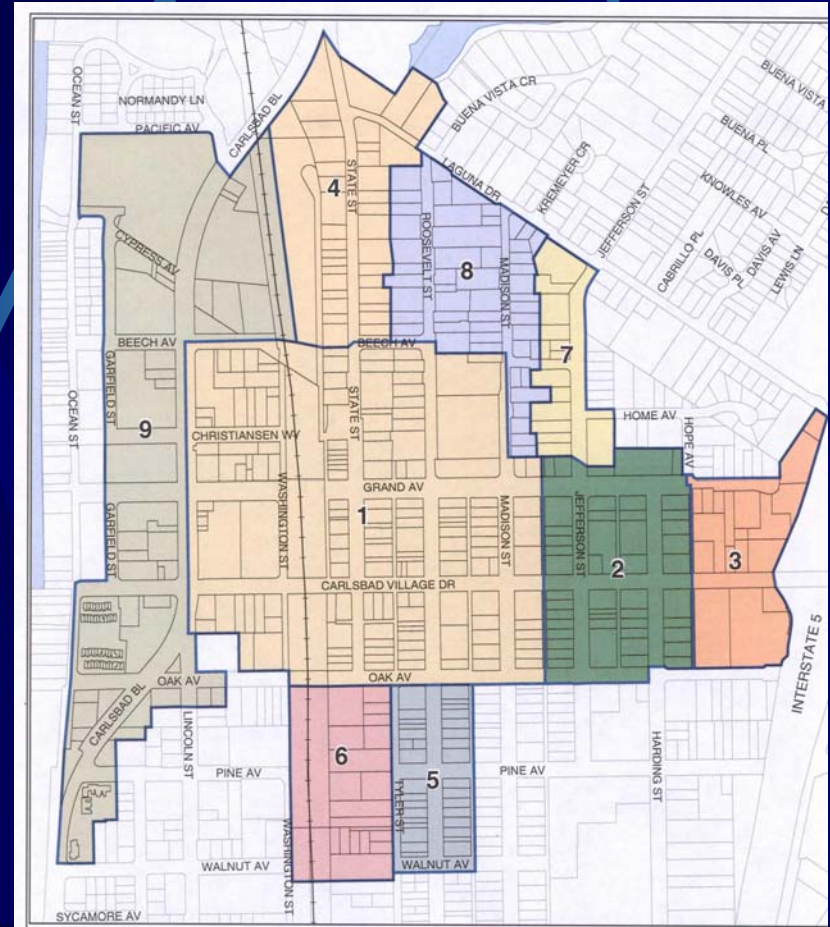 OCEAN ST
NORMANDY LN
PACIFIC AV
CARLSBAD BL
BUENA VISTA CR
BUENA VISTA
BUENA PL
LAGUNA DR
KREMEYER CR
KNOWLES AV
JEFFERSON ST
STATE ST
4
ROOSEVELT ST
8
MADISON ST
CABRILLO PL
DAVIS PL
DAVIS AV
LEWIS LN
CYPRESS AV
BEECH AV
BEECH AV
7
OCEAN ST
GARFIELD ST
9
STATE ST
HOME AV
HOPE AV
CHRISTIANSEN WY
WASHINGTON ST
GRAND AV
1
MADISON ST
JEFFERSON ST
GARFIELD ST
2
3
CARLSBAD VILLAGE DR
INTERSTATE 5
OAK AV
OAK AV
CARLSBAD BL
LINCOLN ST
6
5
TYLER ST
HARDING ST
PINE AV
PINE AV
WASHINGTON ST
WALNUT AV
WALNUT AV
SYCAMORE AV